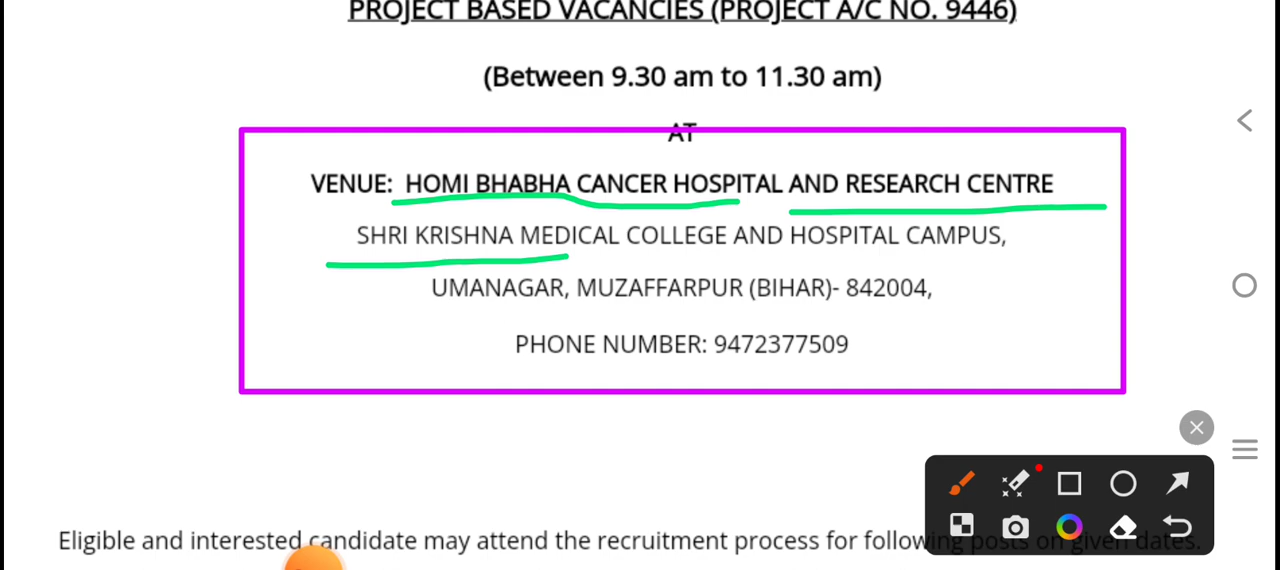 PROJECT BASED VACANCIES (PROJECT A/C NO. 9446)
(Between 9.30 am to 11.30 am)
AT
VENUE: HOMI BHABHA CANCER HOSPITAL AND RESEARCH CENTRE
SHRI KRISHNA MEDICAL COLLEGE AND HOSPITAL CAMPUS,
UMANAGAR, MUZAFFARPUR (BIHAR)- 842004,
PHONE NUMBER: 9472377509
Eligible and interested candidate may attend the recruitment process for following posts on given dates.